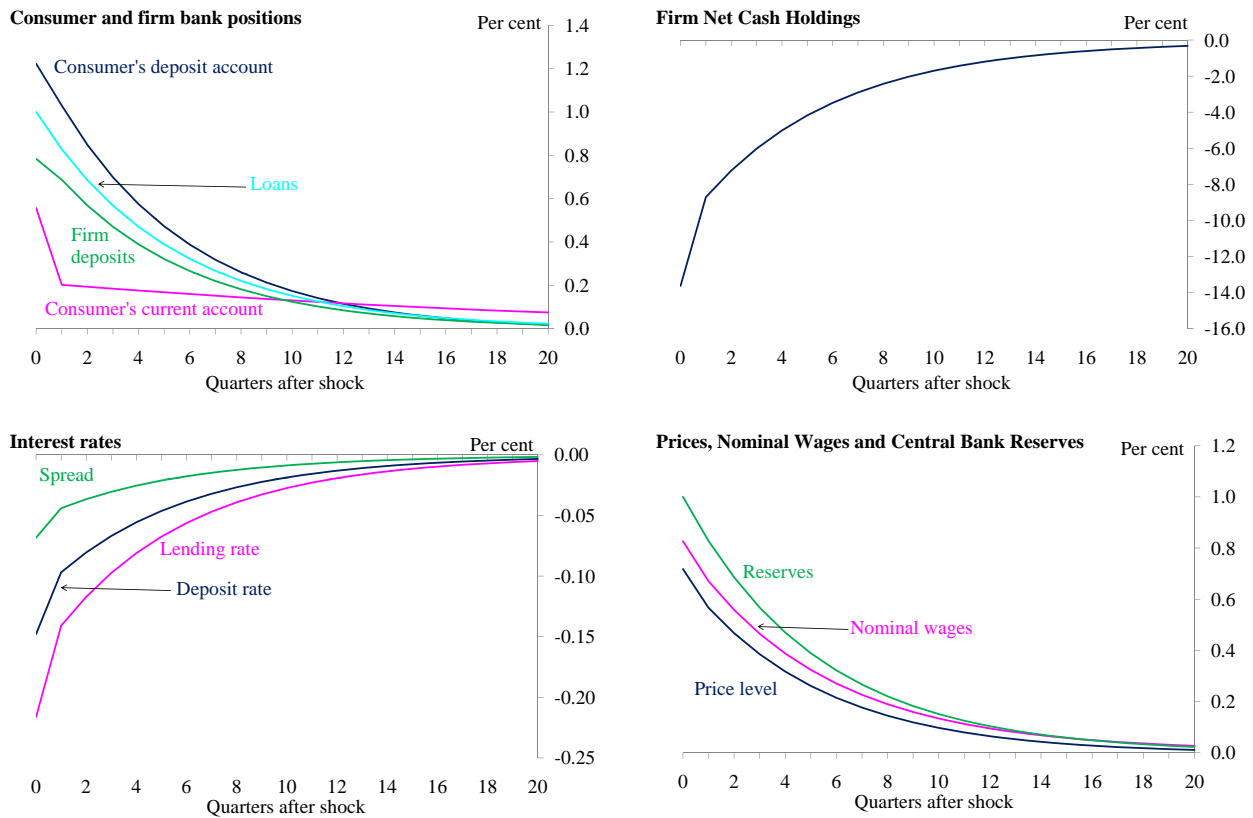 Consumer and firm bank positions
Per cent
1.4
1.2
1.0
0.8
0.6
0.4
0.2
0.0
Consumer's deposit account
Loans
Firm
deposits
Consumer's current account
0 2 4 6 8 10 12 14 16 18 20
Quarters after shock
Firm Net Cash Holdings
Per cent
0.0
-2.0
-4.0
-6.0
-8.0
-10.0
-12.0
-14.0
-16.0
0 2 4 6 8 10 12 14 16 18 20
Quarters after shock
Interest rates
Per cent
0.00
-0.05
-0.10
-0.15
-0.20
-0.25
Spread
Lending rate
Deposit rate
0 2 4 6 8 10 12 14 16 18 20
Quarters after shock
Prices, Nominal Wages and Central Bank Reserves
Per cent
1.2
1.0
0.8
0.6
0.4
0.2
0.0
Reserves
Nominal wages
Price level
0 2 4 6 8 10 12 14 16 18 20
Quarters after shock